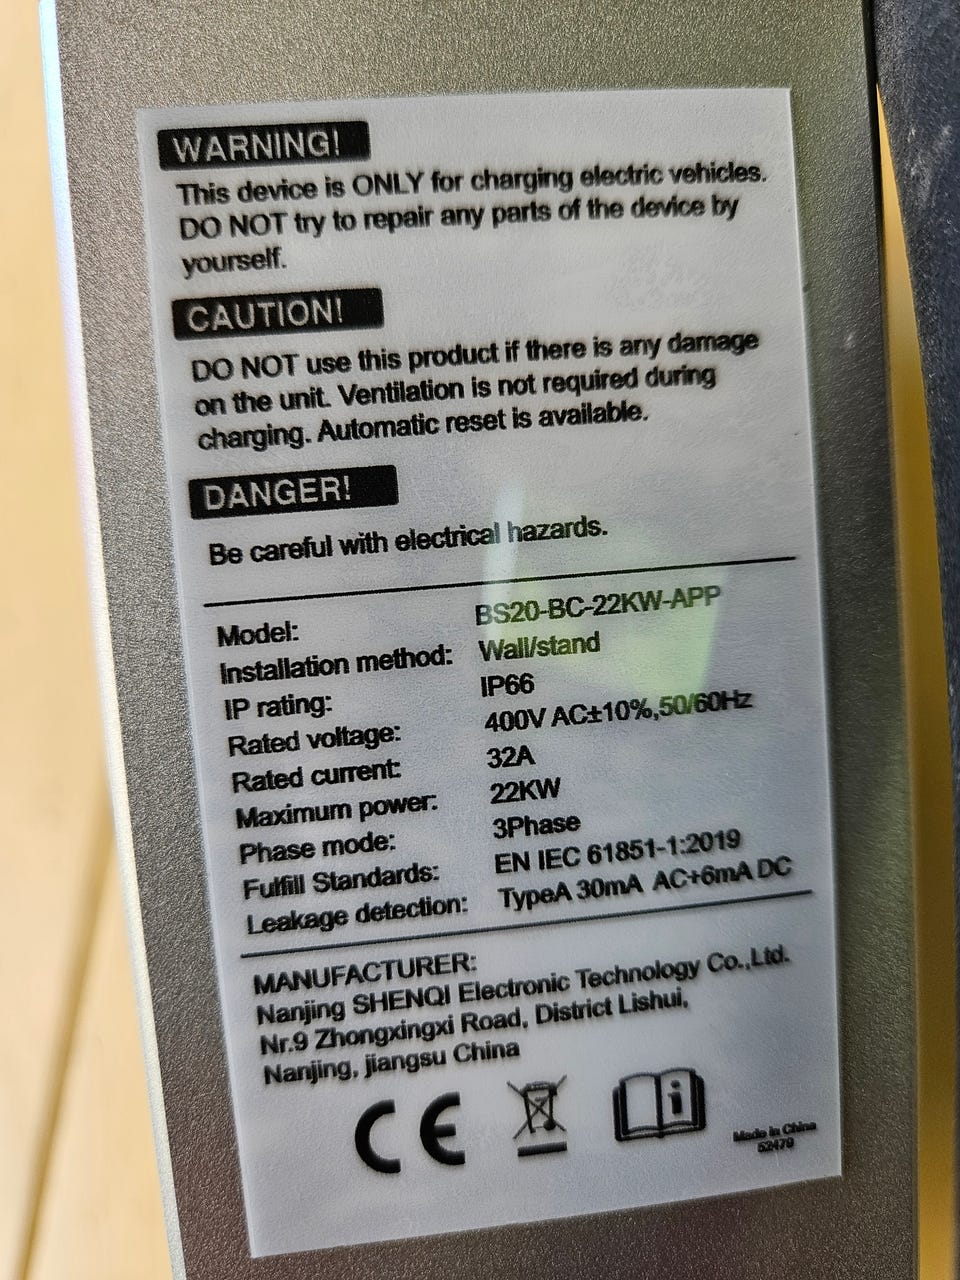 WARNING!
This device is ONLY for charging electric vehicles.
DO NOT try to repair any parts of the device by
yourself.
CAUTION!
DO NOT use this product if there is any damage
on the unit. Ventilation is not required during
charging. Automatic reset is available.
DANGER!
Be careful with electrical hazards.
Model: BS20-BC-22KW-APP
Installation method: Wall/stand
IP rating: IP66
Rated voltage: 400V AC±10%,50/60Hz
Rated current: 32A
Maximum power: 22KW
Phase mode: 3Phase
Fulfill Standards: EN IEC 61851-1:2019
Leakage detection: TypeA 30mA AC+6mA DC
MANUFACTURER:
Nanjing SHENQI Electronic Technology Co.,Ltd.
Nr.9 Zhongxingxi Road, District Lishui,
Nanjing, jiangsu China
CE
Made in China
52479